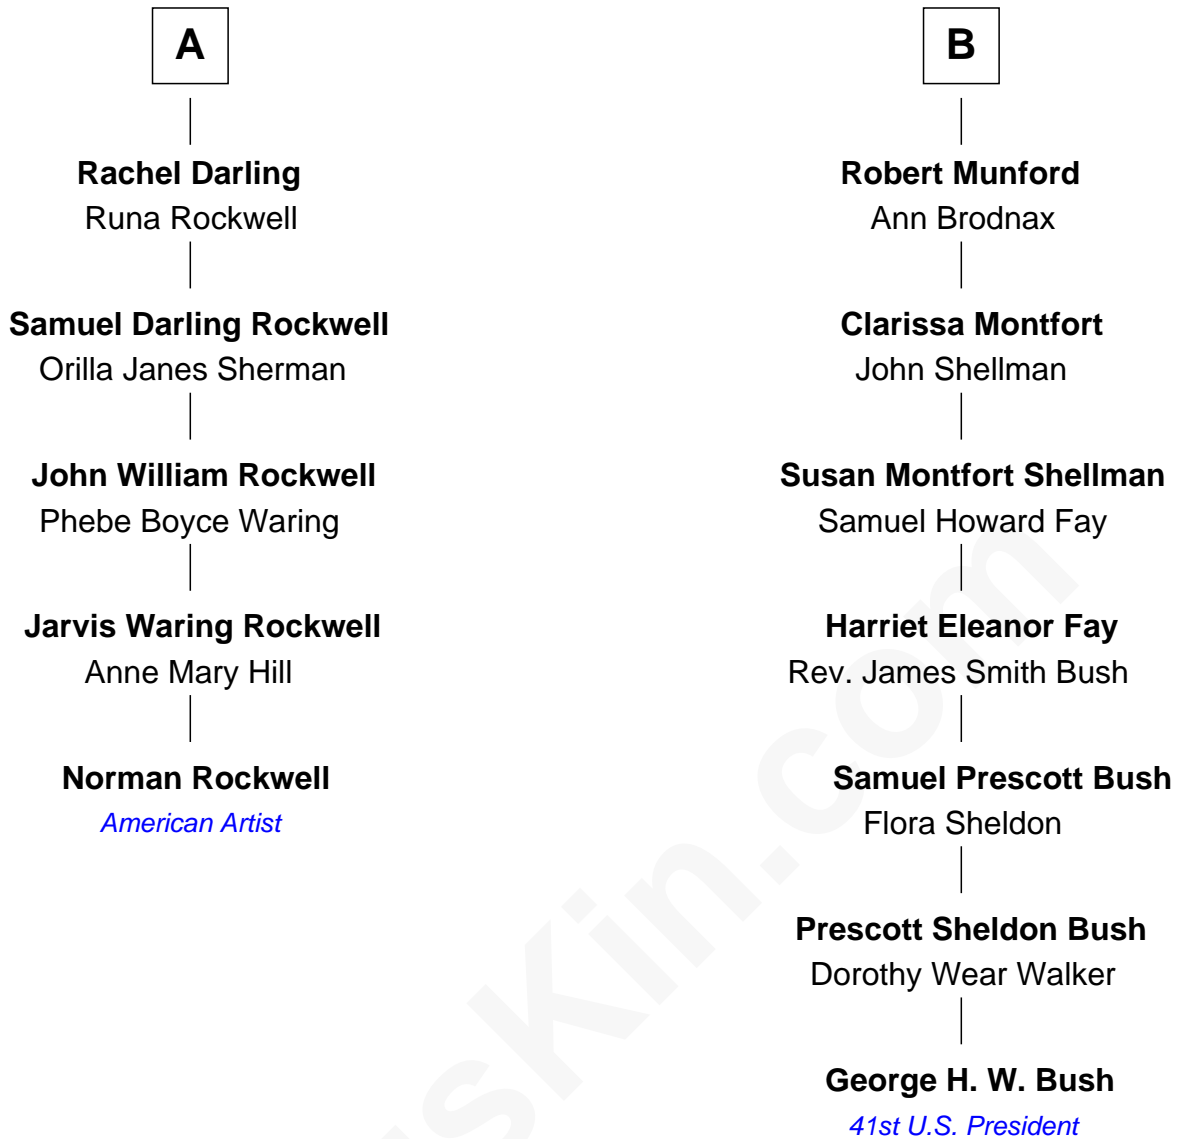 A
Rachel Darling
Runa Rockwell
Samuel Darling Rockwell
Orilla Janes Sherman
John William Rockwell
Phebe Boyce Waring
Jarvis Waring Rockwell
Anne Mary Hill
Norman Rockwell
American Artist
B
Robert Munford
Ann Brodnax
Clarissa Montfort
John Shellman
Susan Montfort Shellman
Samuel Howard Fay
Harriet Eleanor Fay
Rev. James Smith Bush
Samuel Prescott Bush
Flora Sheldon
Prescott Sheldon Bush
Dorothy Wear Walker
George H. W. Bush
41st U.S. President
usKin.com